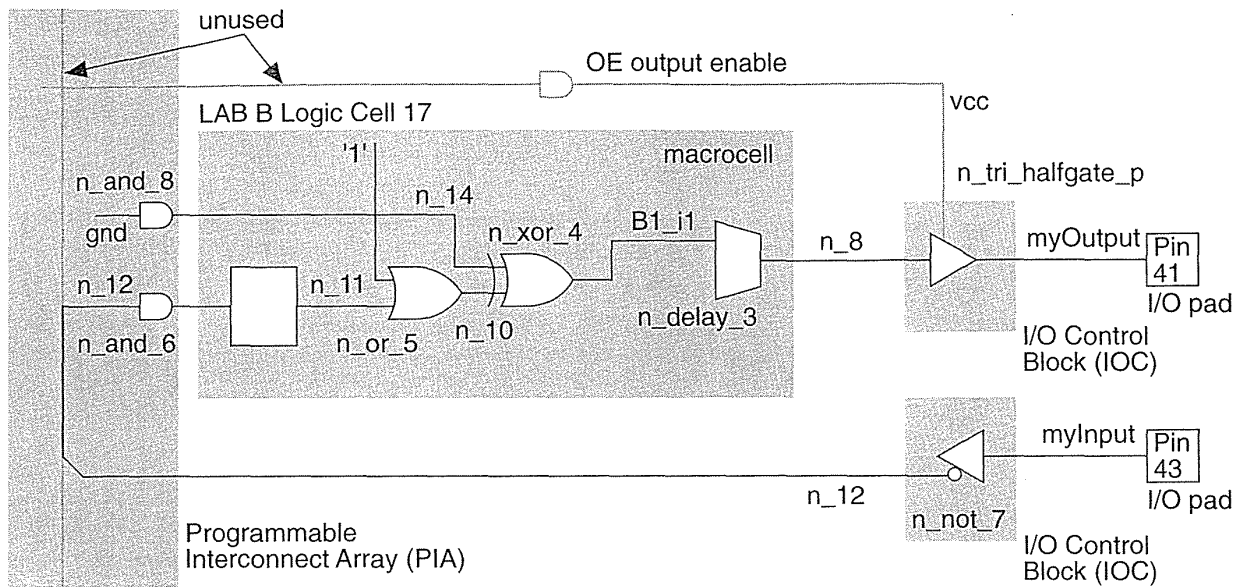 unused
OE output enable
vcc
LAB B Logic Cell 17
'1'
macrocell
n_and_8
n_14
n_tri_halfgate_p
gnd
n_xor_4
B1_i1
n_8
myOutput
Pin
41
I/O pad
n_12
n_11
n_10
n_delay_3
n_and_6
n_or_5
I/O Control
Block (IOC)
myInput
Pin
43
I/O pad
n_12
n_not_7
Programmable
Interconnect Array (PIA)
I/O Control
Block (IOC)